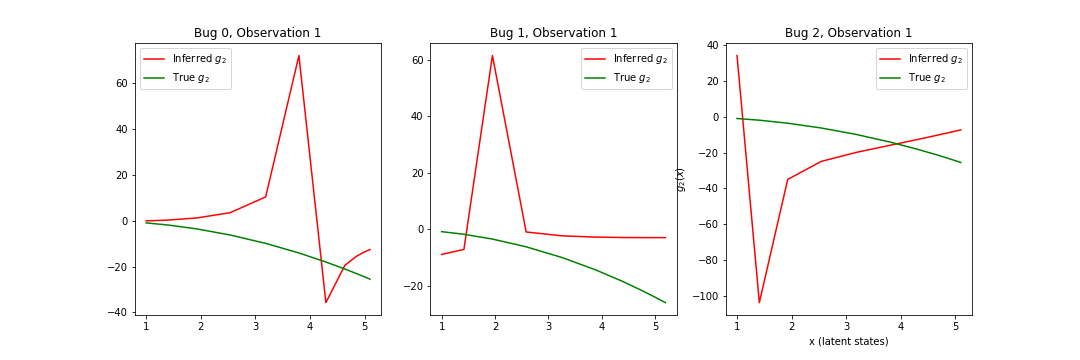 Bug 0, Observation 1
Inferred g₂
True g₂
60
40
20
0
−20
−40
1 2 3 4 5
Bug 1, Observation 1
Inferred g₂
True g₂
60
40
20
0
−20
1 2 3 4 5
Bug 2, Observation 1
Inferred g₂
True g₂
g₂(x)
40
20
0
−20
−40
−60
−80
−100
1 2 3 4 5
x (latent states)